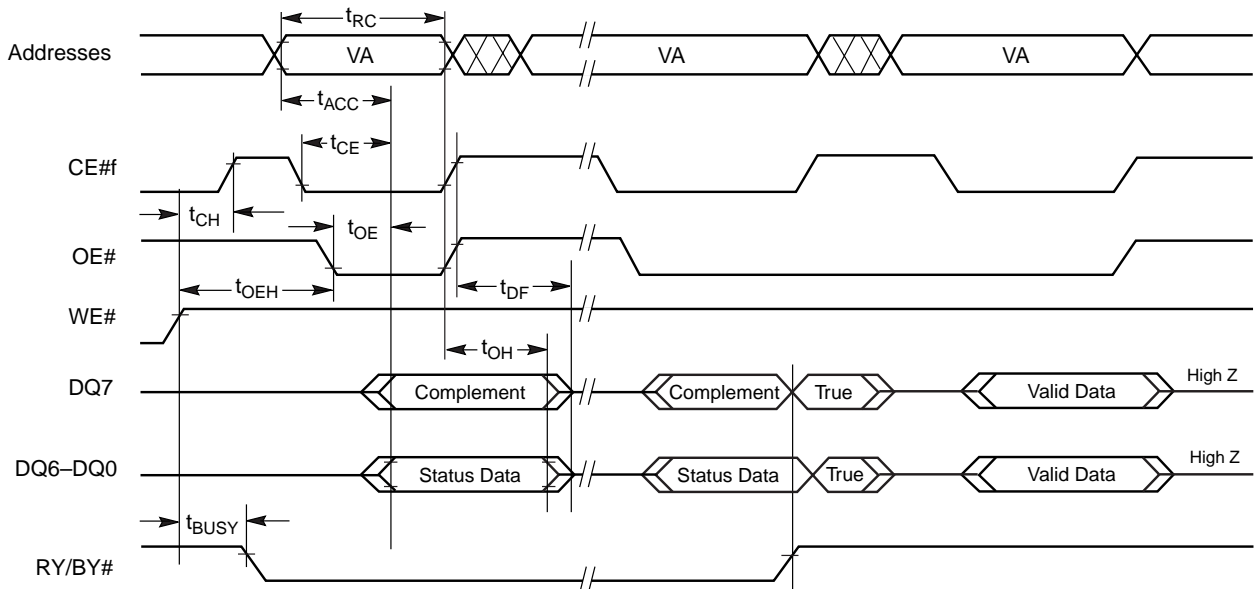 tRC
Addresses
VA
VA
VA
tACC
tCE
CE#f
tCH
tOE
OE#
tDF
tOEH
WE#
tOH
DQ7
Complement
Complement
True
Valid Data
High Z
DQ6–DQ0
Status Data
Status Data
True
Valid Data
High Z
tBUSY
RY/BY#